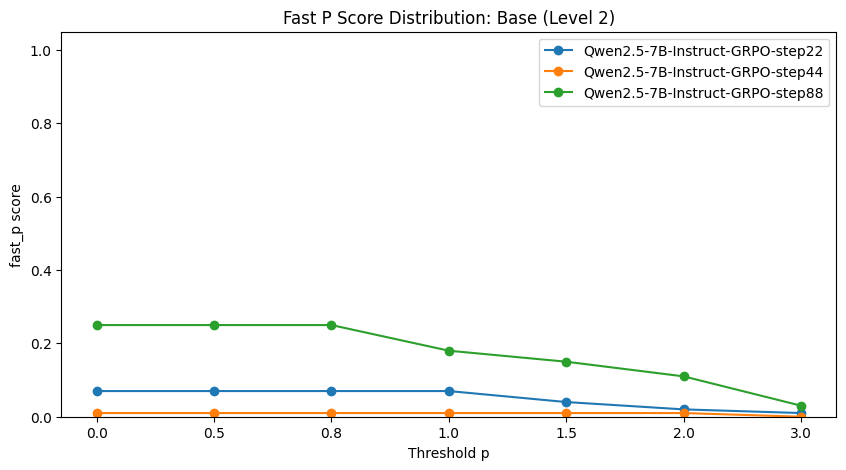 Fast P Score Distribution: Base (Level 2)
Qwen2.5-7B-Instruct-GRPO-step22
Qwen2.5-7B-Instruct-GRPO-step44
Qwen2.5-7B-Instruct-GRPO-step88
fast_p score
1.0
0.8
0.6
0.4
0.2
0.0
0.0 0.5 0.8 1.0 1.5 2.0 3.0
Threshold p